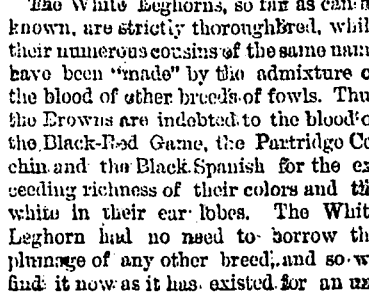 The White Leghorns, so far as can
known, are strictly thoroughbred, whil
their numerous cousins of the same nam
have been "made" by the admixture o
the blood of other breeds of fowls. Thu
the Browns are indebted to the blood o
the Black-Red Game, the Partridge Co
chin and the Black Spanish for the ex
ceeding richness of their colors and th
white in their ear lobes. The Whit
Leghorn had no need to borrow th
plumage of any other breed, and so w
find it now as it has existed for an un